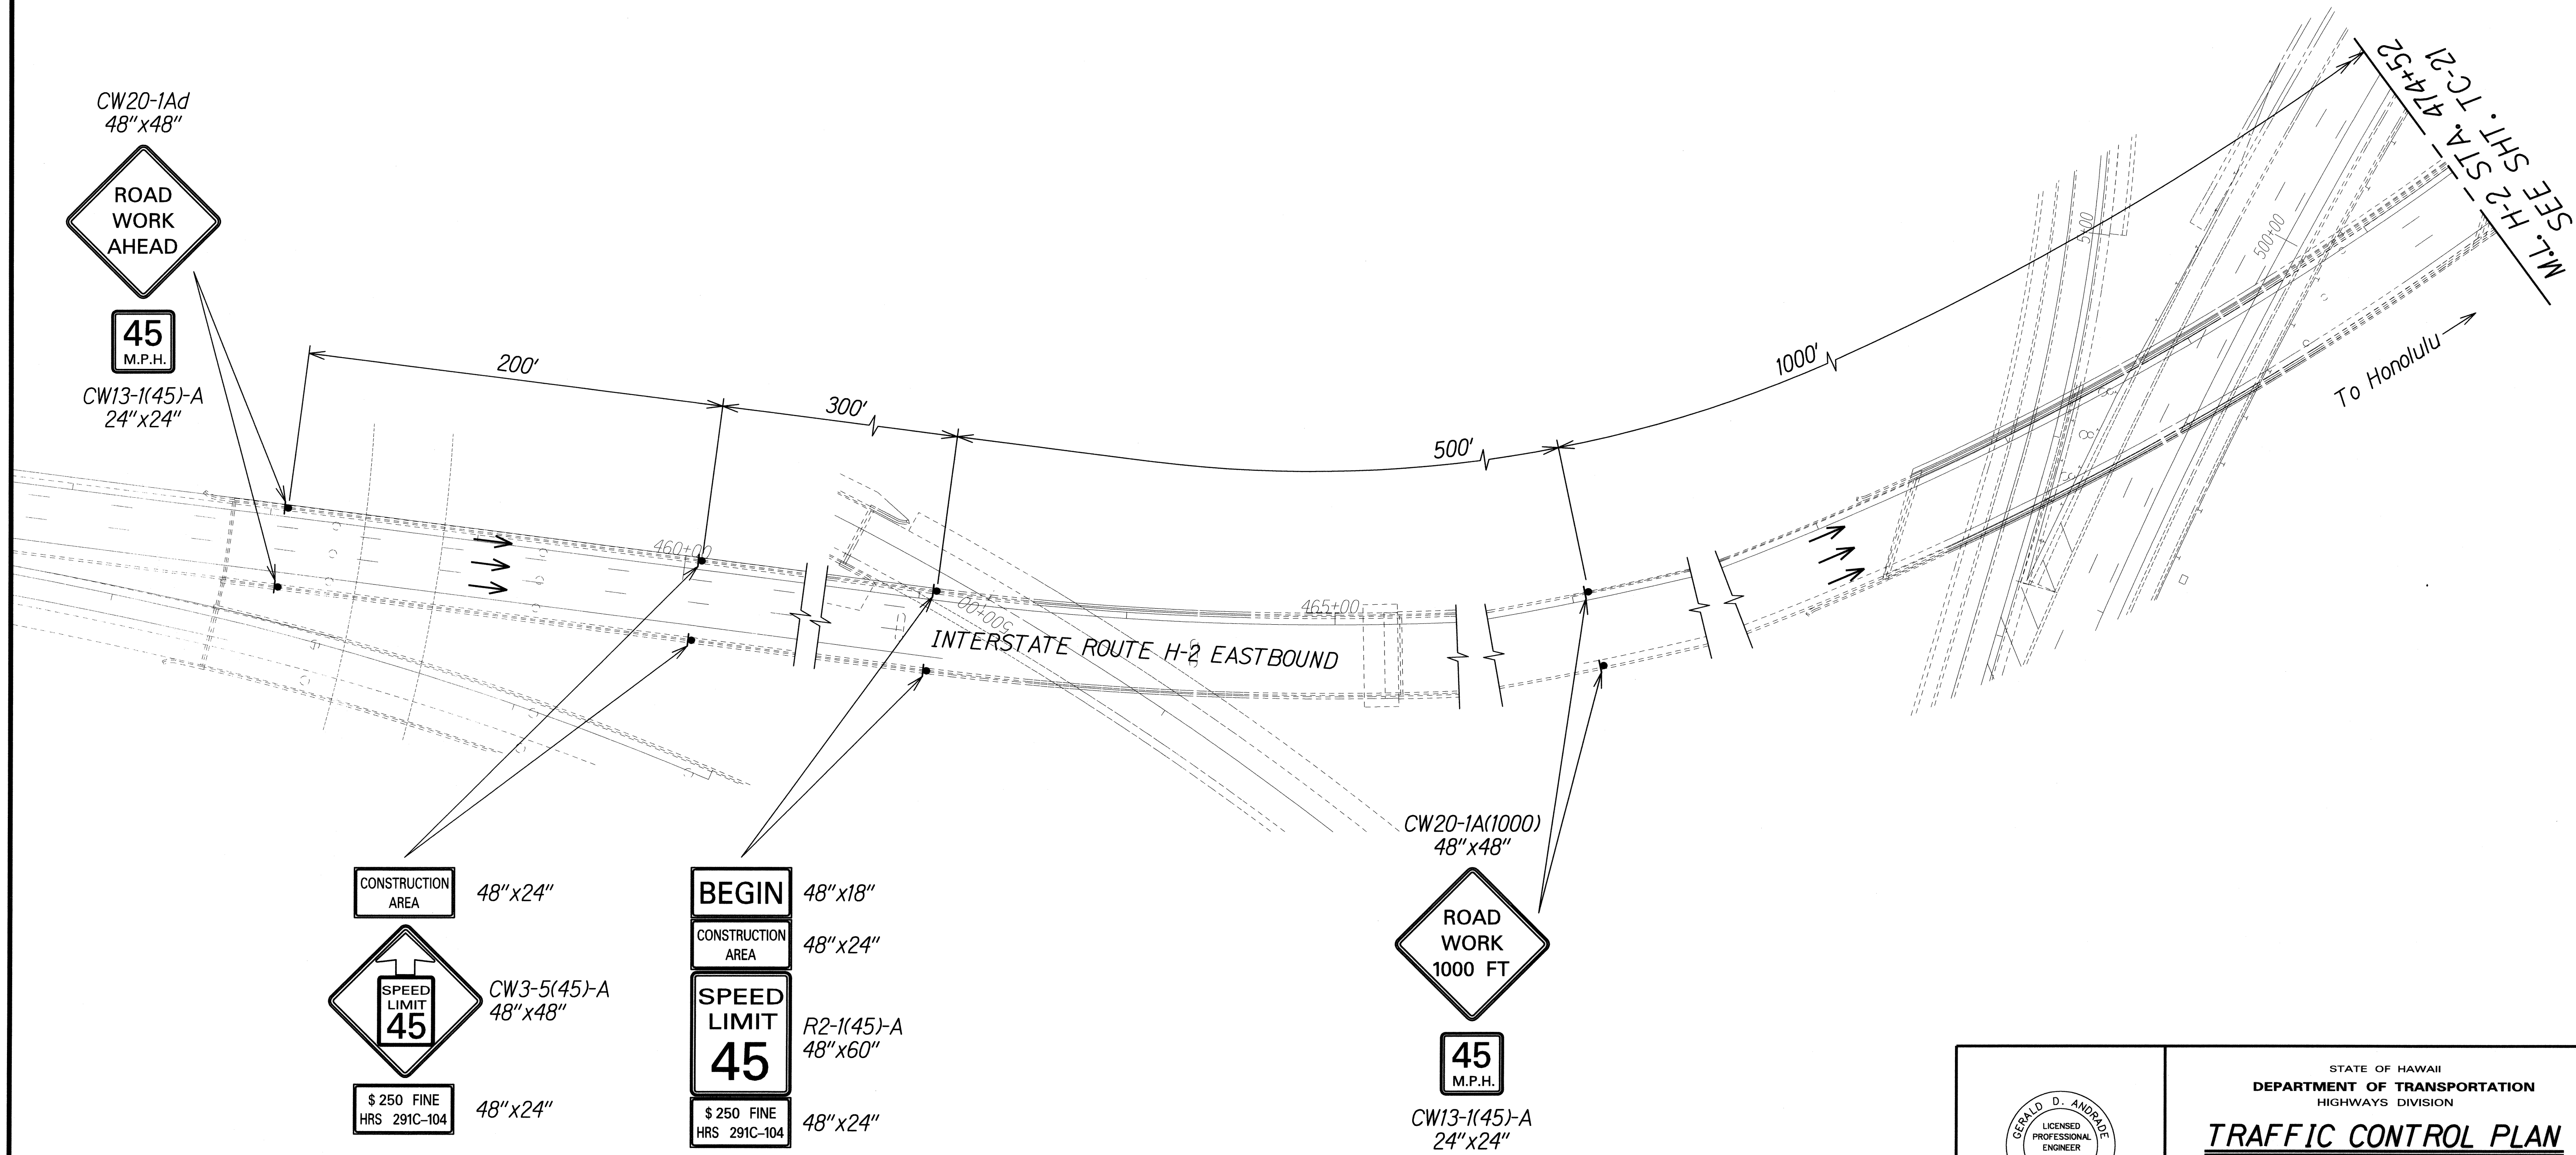 CW20-1Ad
48"x48"
ROAD
WORK
AHEAD
45
M.P.H.
CW13-1(45)-A
24"x24"
200'
300'
500'
1000'
M.L. H-2 STA. 474+52
SEE SHT. TC-21
To Honolulu
460+00
500+00
465+00
5+00
500+00
INTERSTATE ROUTE H-2 EASTBOUND
CONSTRUCTION
AREA
48"x24"
SPEED
LIMIT
45
CW3-5(45)-A
48"x48"
$ 250 FINE
HRS 291C-104
48"x24"
BEGIN
48"x18"
CONSTRUCTION
AREA
48"x24"
SPEED
LIMIT
45
R2-1(45)-A
48"x60"
$ 250 FINE
HRS 291C-104
48"x24"
CW20-1A(1000)
48"x48"
ROAD
WORK
1000 FT
45
M.P.H.
CW13-1(45)-A
24"x24"
GERALD D. ANDRADE
LICENSED
PROFESSIONAL
ENGINEER
STATE OF HAWAII
DEPARTMENT OF TRANSPORTATION
HIGHWAYS DIVISION
TRAFFIC CONTROL PLAN